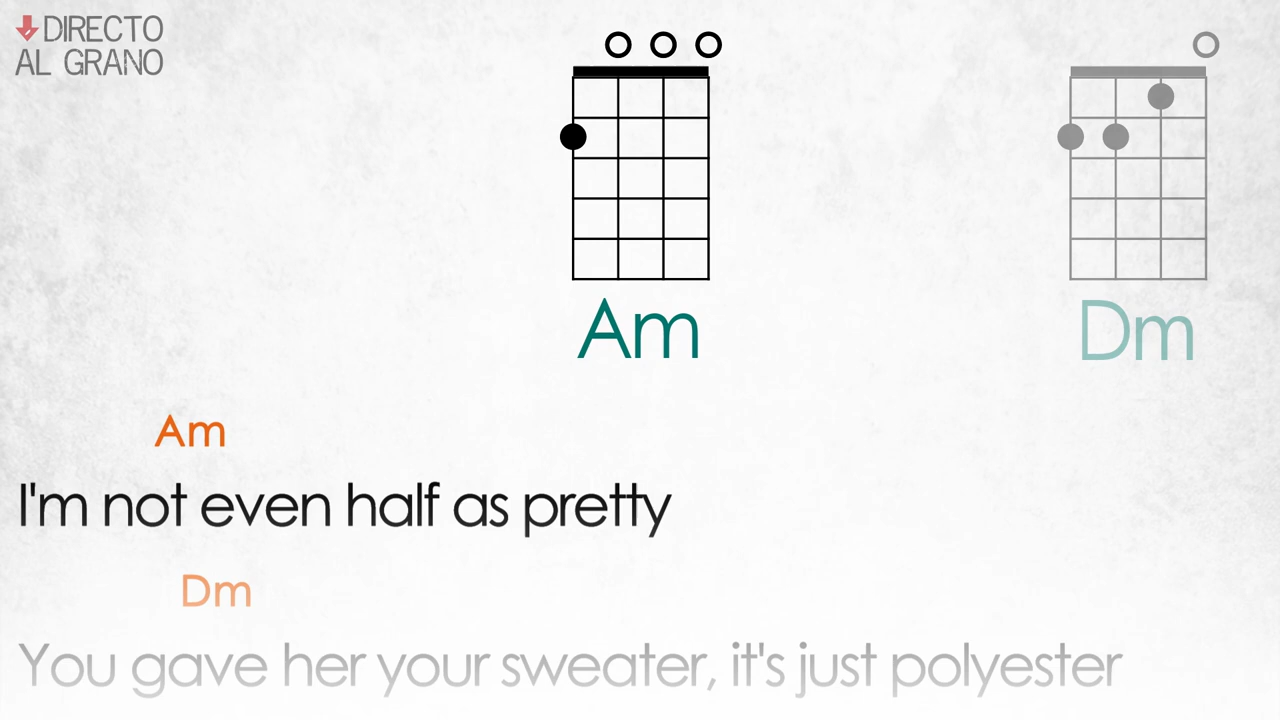 DIRECTO
AL GRANO
Am
Dm
Am
I'm not even half as pretty
Dm
You gave her your sweater, it's just polyester